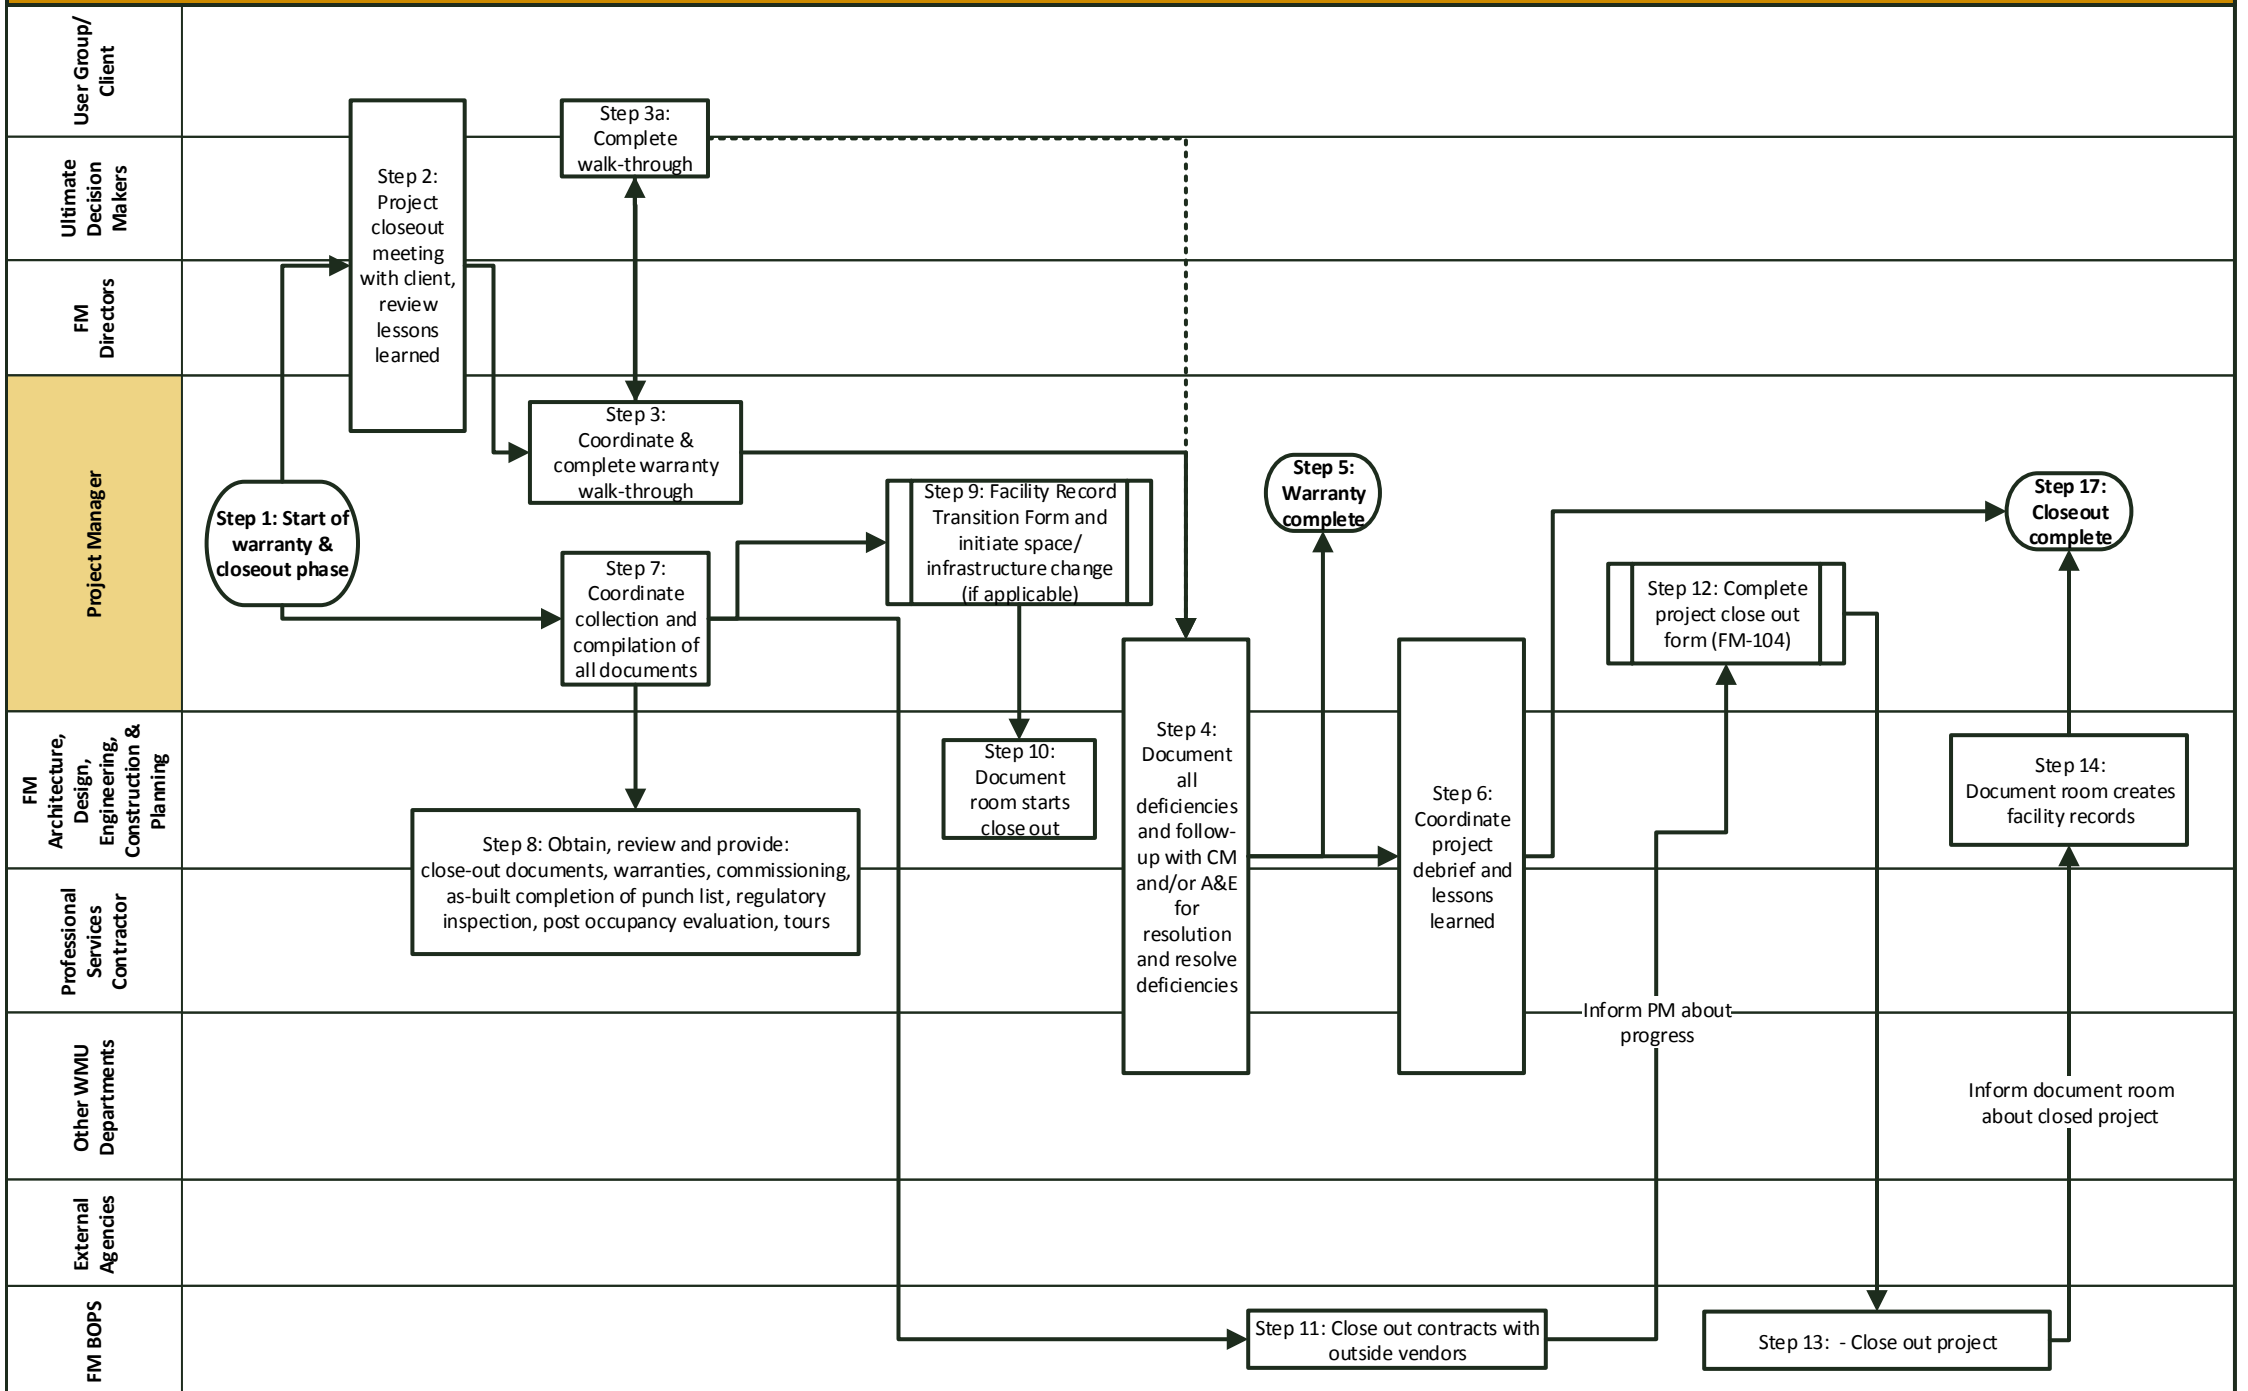 User Group/
Client
Ultimate
Decision
Makers
FM
Directors
Project Manager
FM
Architecture,
Design,
Enginering,
Construction &
Planning
Professional
Services
Contractor
Other WMU
Departments
External
Agencies
FM BOPS
Step 1: Start of
warranty &
closeout phase
Step 2:
Project
closeout
meeting
with client,
review
lessons
learned
Step 3a:
Complete
walk-through
Step 3:
Coordinate &
complete warranty
walk-through
Step 7:
Coordinate
collection and
compilation of
all documents
Step 8: Obtain, review and provide:
close-out documents, warranties, commissioning,
as-built completion of punch list, regulatory
inspection, post occupancy evaluation, tours
Step 9: Facility Record
Transition Form and
initiate space/
infrastructure change
(if applicable)
Step 10:
Document
room starts
close out
Step 4:
Document
all
deficiencies
and follow-
up with CM
and/or A&E
for
resolution
and resolve
deficiencies
Step 5:
Warranty
complete
Step 6:
Coordinate
project
debrief and
lessons
learned
Step 11: Close out contracts with
outside vendors
Inform PM about
progress
Step 12: Complete
project close out
form (FM-104)
Step 13:  - Close out project
Inform document room
about closed project
Step 14:
Document room creates
facility records
Step 17:
Closeout
complete